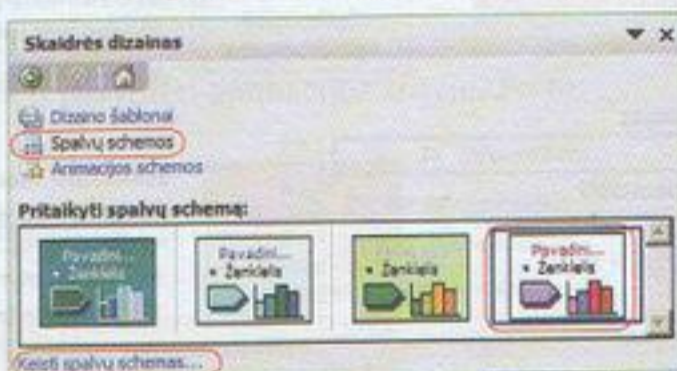 Skaidrės dizainas
Dizaino šablonai
Spalvų schemos
Animacijos schemos
Pritaikyti spalvų schemą:
Pavadini... Pavadini... Pavadini...
• Ženklelis • Ženklelis • Ženklelis • Ženklelis
Keisti spalvų schemas...